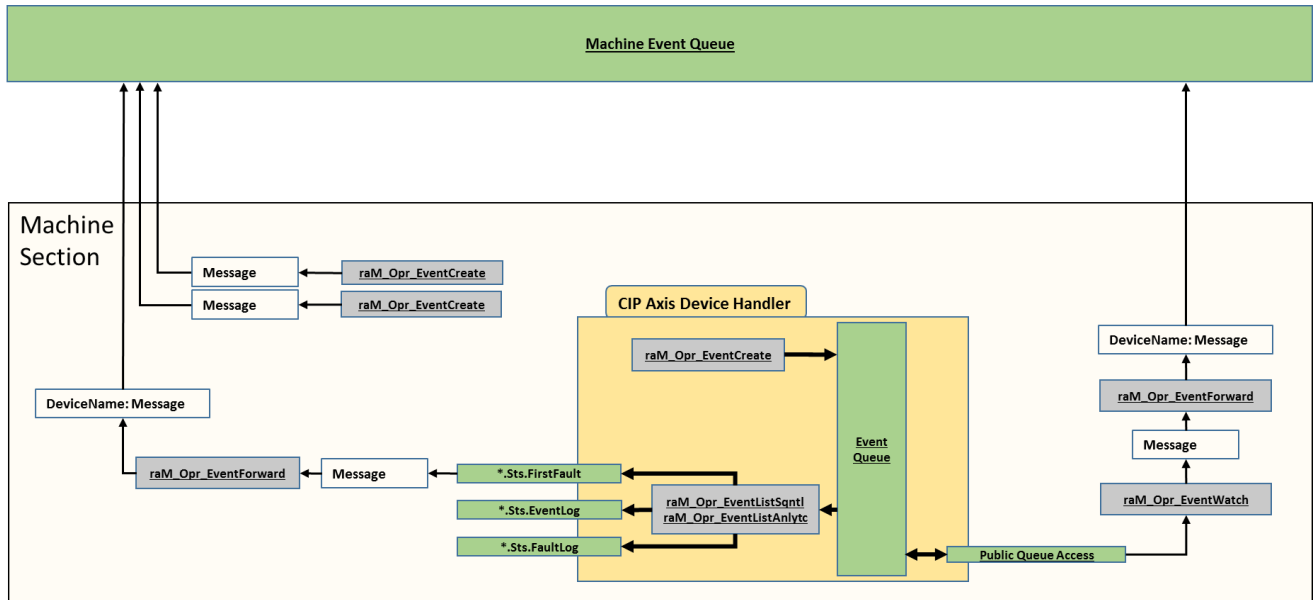 Machine Event Queue
Machine
Section
Message
raM_Opr_EventCreate
Message
raM_Opr_EventCreate
CIP Axis Device Handler
raM_Opr_EventCreate
DeviceName: Message
raM_Opr_EventForward
DeviceName: Message
Message
Event
Queue
raM_Opr_EventForward
Message
*.Sts.FirstFault
raM_Opr_EventListSqntl
raM_Opr_EventListAnlytc
raM_Opr_EventWatch
*.Sts.EventLog
*.Sts.FaultLog
Public Queue Access